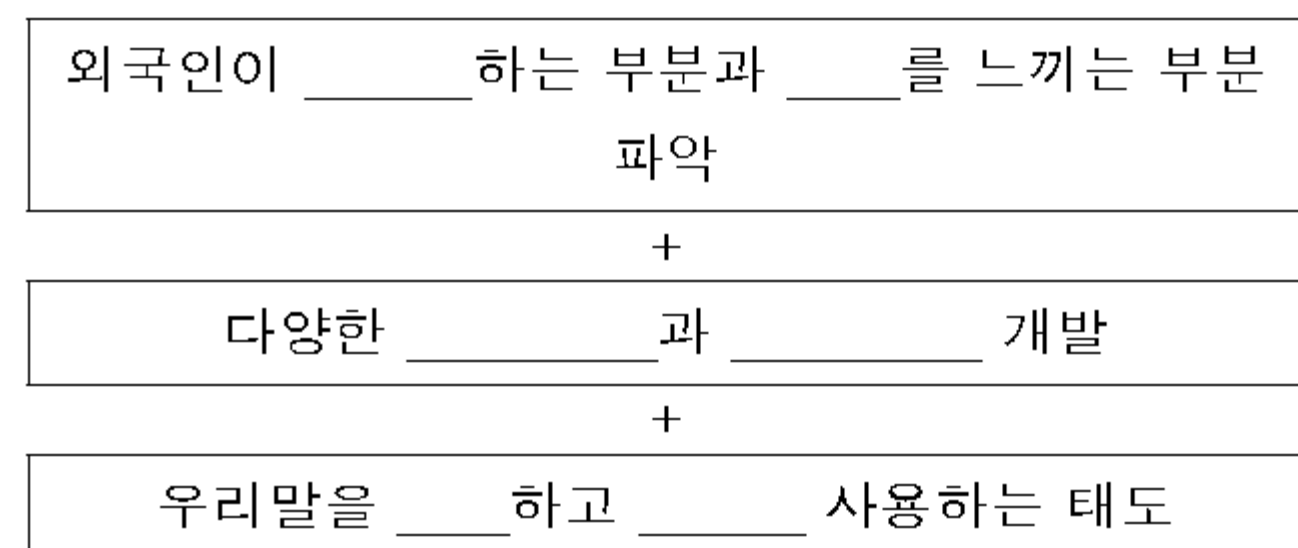 외국인이 ______하는 부분과 ____를 느끼는 부분
파악
+
다양한 _________과 _________ 개발
+
우리말을 ____하고 ______ 사용하는 태도